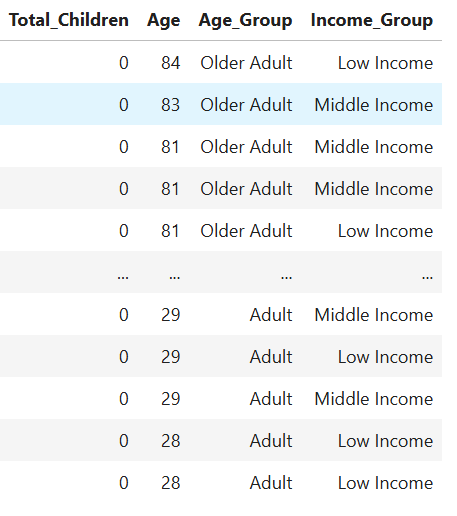 Total_Children Age Age_Group Income_Group
0 84 Older Adult Low Income
0 83 Older Adult Middle Income
0 81 Older Adult Middle Income
0 81 Older Adult Middle Income
0 81 Older Adult Low Income
... ... ... ...
0 29 Adult Middle Income
0 29 Adult Low Income
0 29 Adult Middle Income
0 28 Adult Low Income
0 28 Adult Low Income